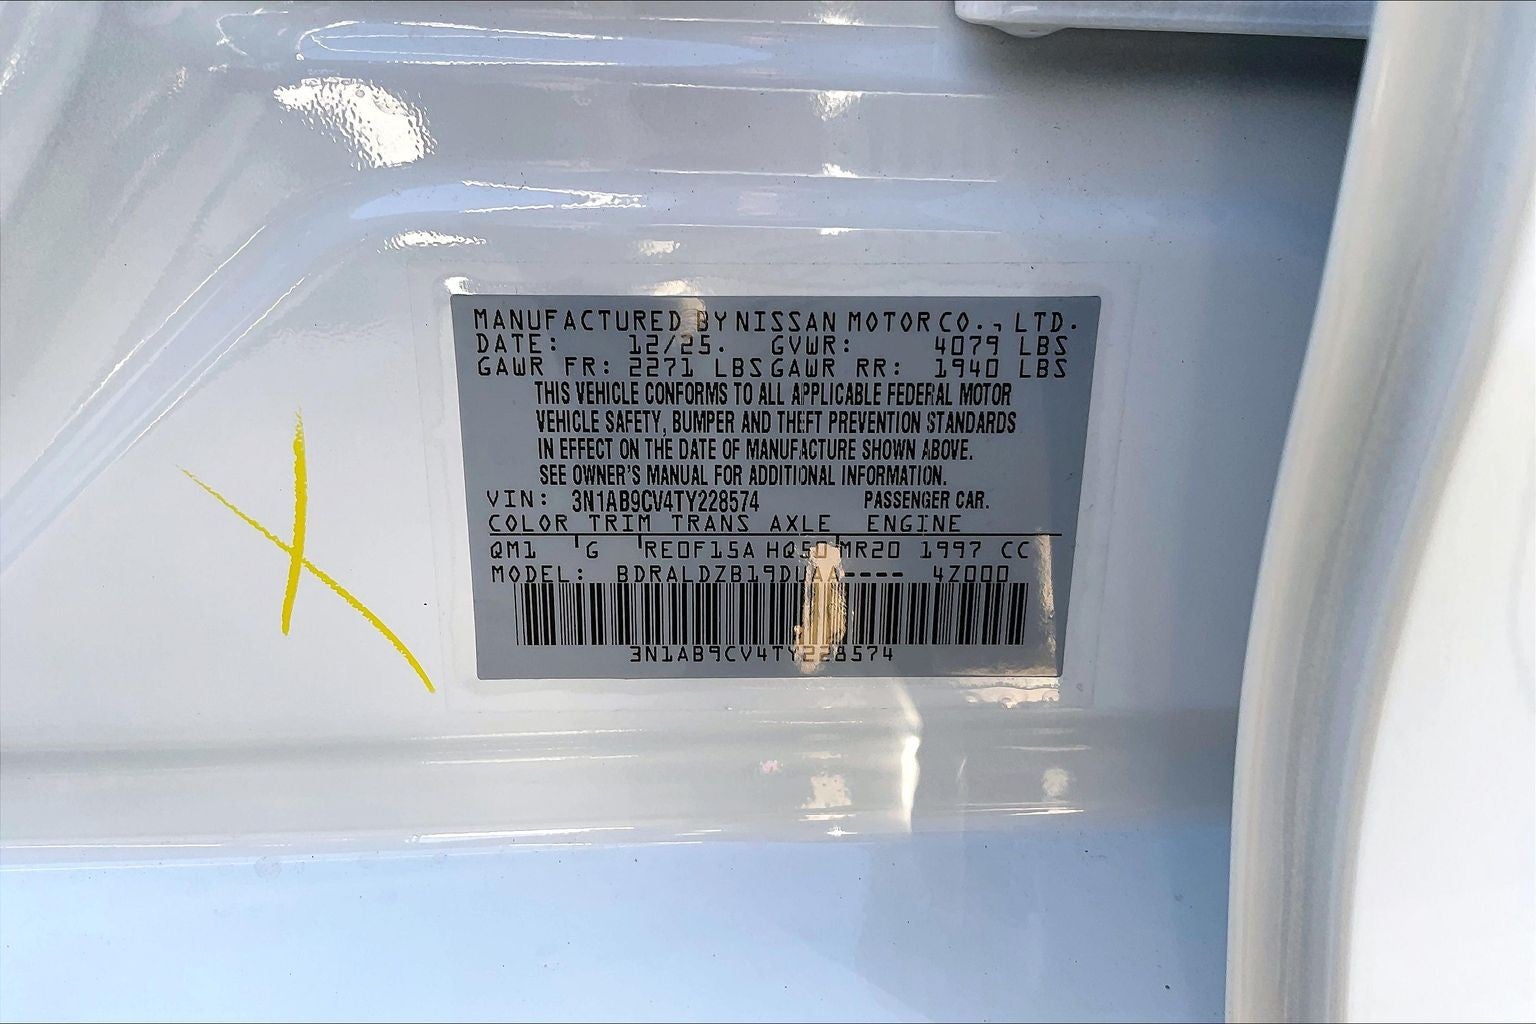 MANUFACTURED BY NISSAN MOTOR CO., LTD.
DATE: 12/25. GVWR: 4079 LBS
GAWR FR: 2271 LBS GAWR RR: 1940 LBS
THIS VEHICLE CONFORMS TO ALL APPLICABLE FEDERAL MOTOR
VEHICLE SAFETY, BUMPER AND THEFT PREVENTION STANDARDS
IN EFFECT ON THE DATE OF MANUFACTURE SHOWN ABOVE.
SEE OWNER'S MANUAL FOR ADDITIONAL INFORMATION.
VIN: 3N1AB9CV4TY228574 PASSENGER CAR.
COLOR TRIM TRANS AXLE ENGINE
QM1 G RE0F15A HQ50 MR20 1997 CC
MODEL: BDRALDZB19DUAA---- 4Z000
3N1AB9CV4TY228574